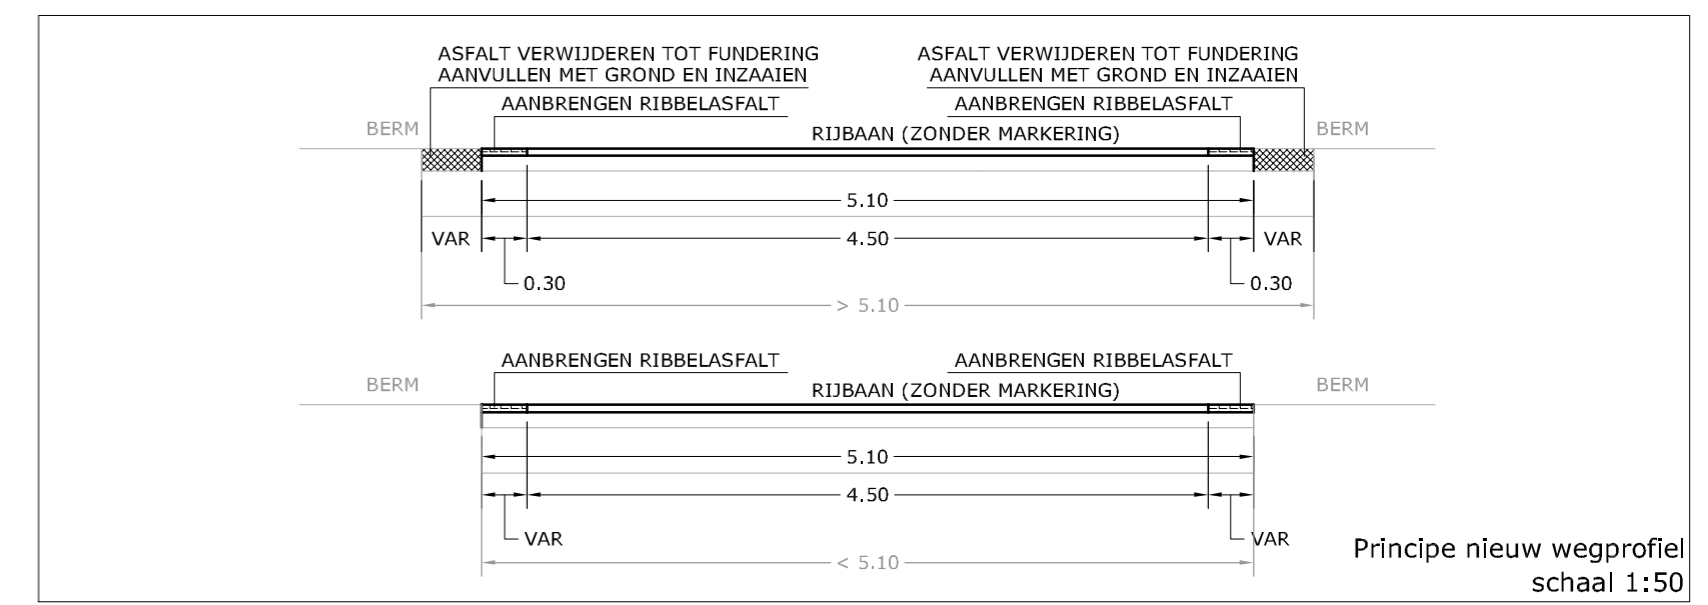 ASFALT VERWIJDEREN TOT FUNDERING
AANVULLEN MET GROND EN INZAAIEN
AANBRENGEN RIBBELASFALT
ASFALT VERWIJDEREN TOT FUNDERING
AANVULLEN MET GROND EN INZAAIEN
AANBRENGEN RIBBELASFALT
BERM
RIJBAAN (ZONDER MARKERING)
BERM
5.10
VAR
4.50
VAR
0.30
0.30
> 5.10
AANBRENGEN RIBBELASFALT
AANBRENGEN RIBBELASFALT
BERM
RIJBAAN (ZONDER MARKERING)
BERM
5.10
4.50
VAR
VAR
< 5.10
Principe nieuw wegprofiel
schaal 1:50